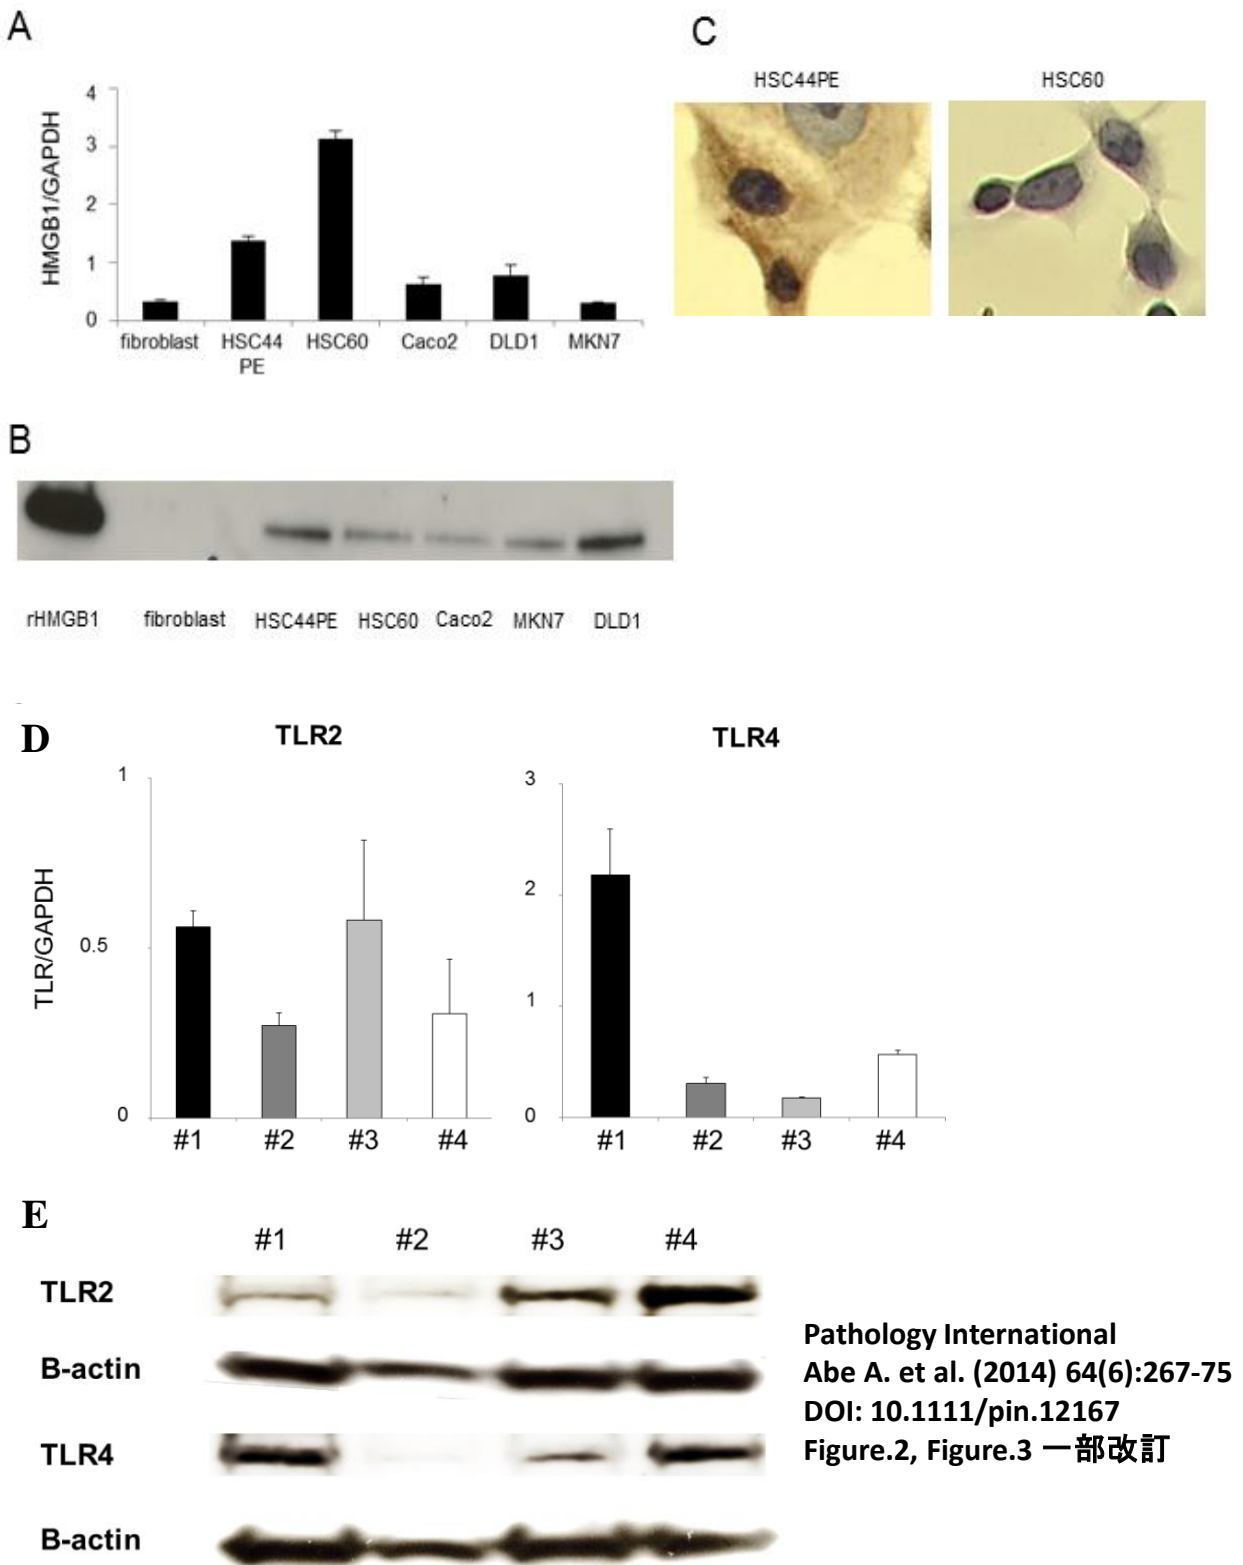 A
HMGB1/GAPDH
4
3
2
1
0
fibroblast HSC44 PE HSC60 Caco2 DLD1 MKN7
C
HSC44PE HSC60
B
rHMGB1 fibroblast HSC44PE HSC60 Caco2 MKN7 DLD1
D
TLR2
TLR/GAPDH
1
0.5
0
#1 #2 #3 #4
TLR4
3
2
1
0
#1 #2 #3 #4
E
#1 #2 #3 #4
TLR2
B-actin
TLR4
B-actin
Pathology International
Abe A. et al. (2014) 64(6):267-75
DOI: 10.1111/pin.12167
Figure.2, Figure.3 一部改訂